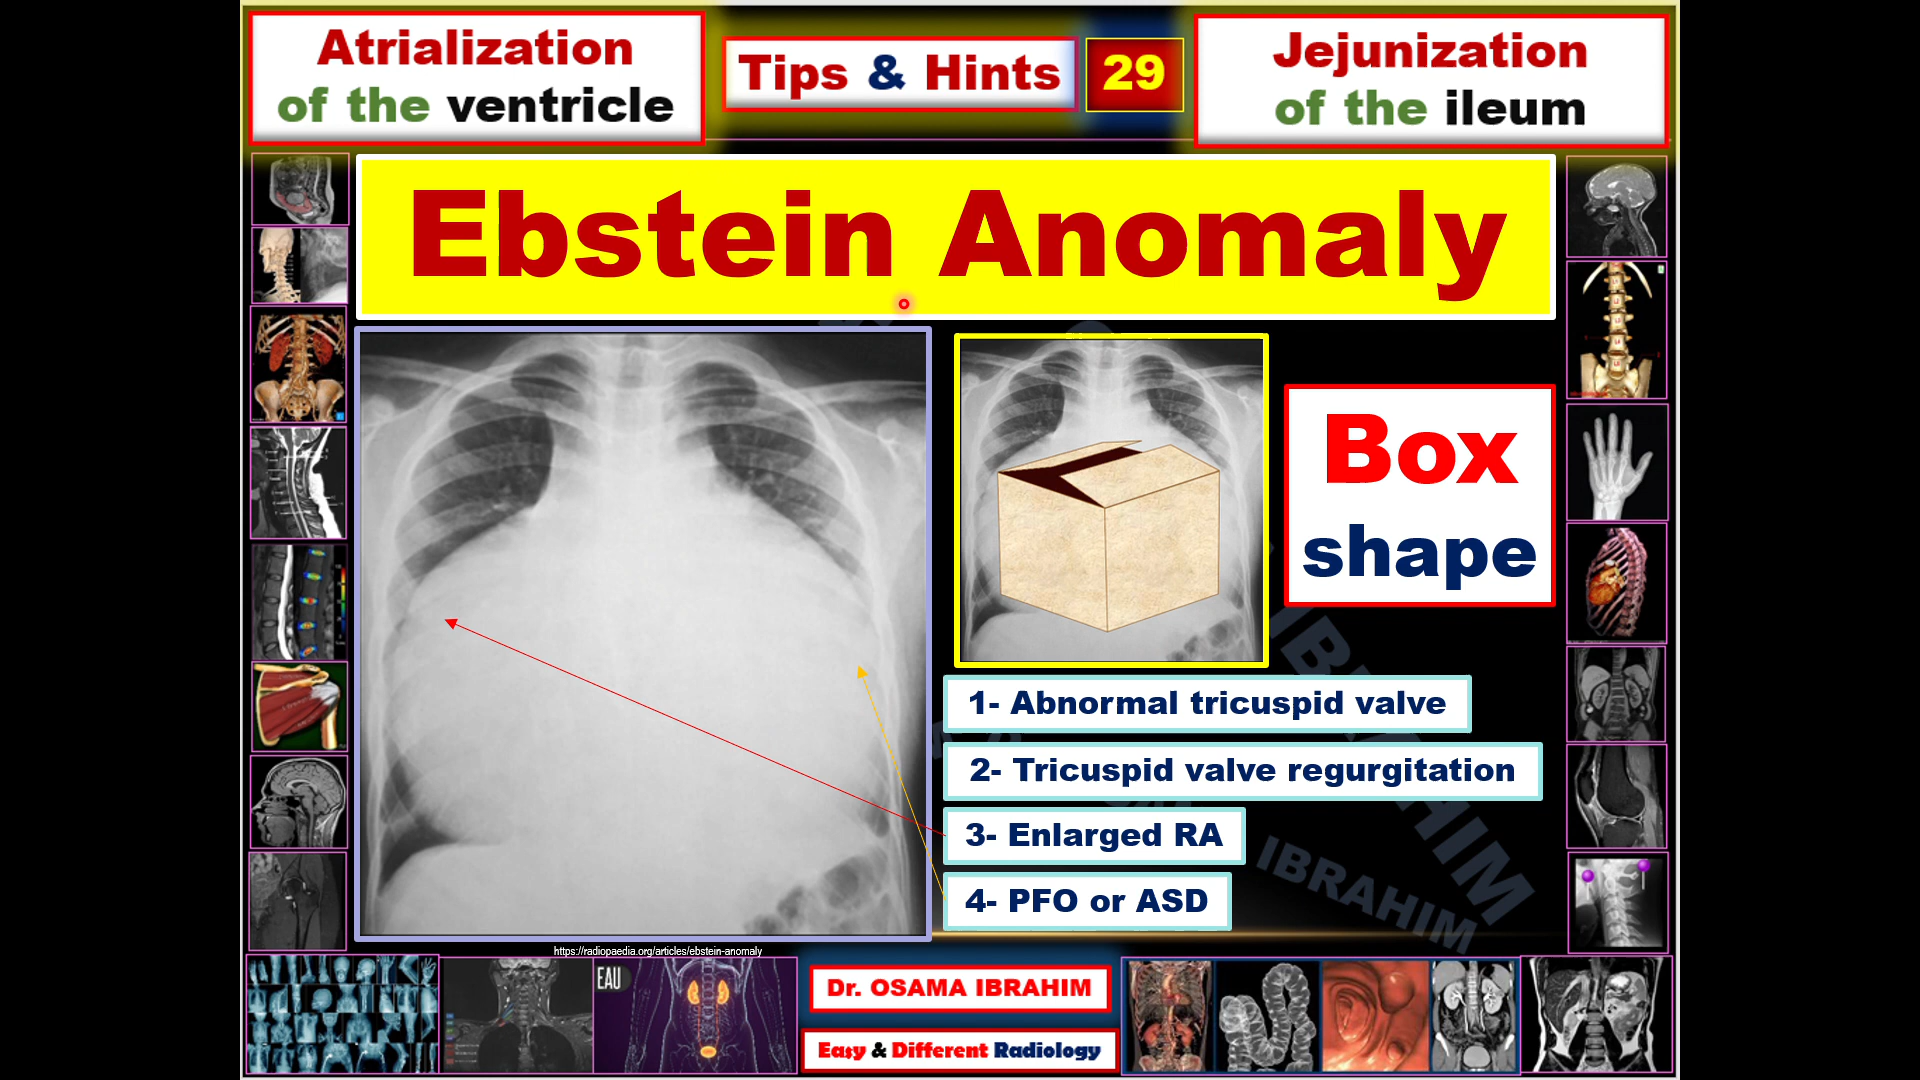 Atrialization
of the ventricle
Tips & Hints
29
Jejunization
of the ileum
Ebstein Anomaly
Box
shape
1- Abnormal tricuspid valve
2- Tricuspid valve regurgitation
3- Enlarged RA
4- PFO or ASD
IBRAHIM
IBRAHIM
https://radiopaedia.org/articles/ebstein-anomaly
EAU
Dr. OSAMA IBRAHIM
Easy & Different Radiology